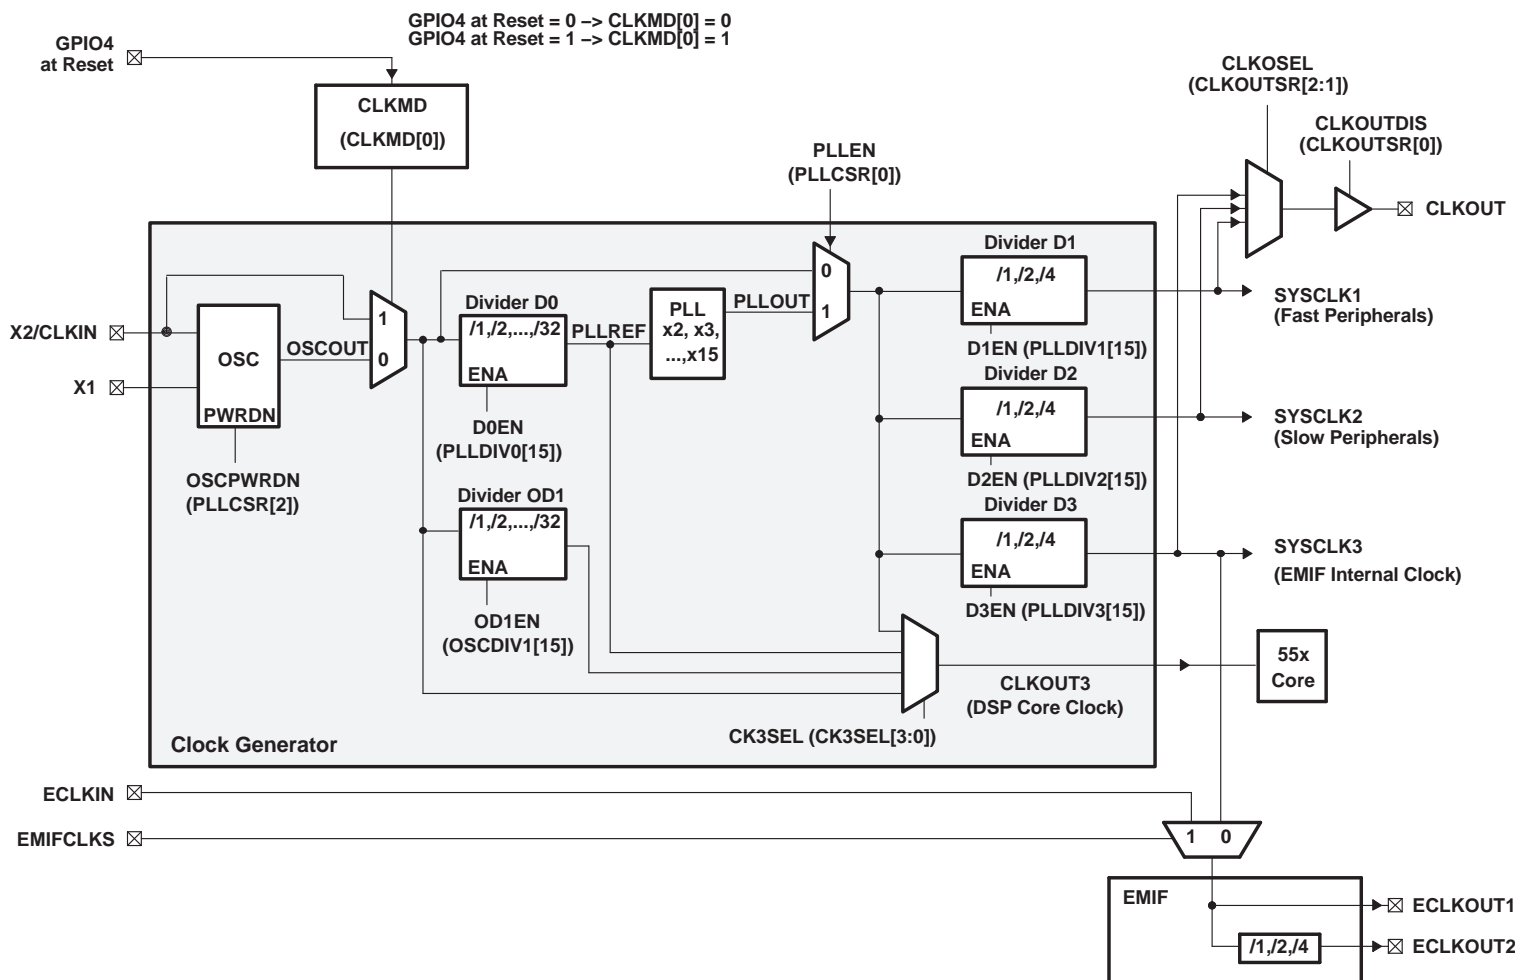 GPIO4 at Reset = 0 –> CLKMD[0] = 0
GPIO4 at Reset = 1 –> CLKMD[0] = 1
GPIO4
at Reset
CLKMD
(CLKMD[0])
CLKOSEL
(CLKOUTSR[2:1])
CLKOUTDIS
(CLKOUTSR[0])
CLKOUT
PLLEN
(PLLCSR[0])
X2/CLKIN
X1
OSC
PWRDN
OSCOUT
1
0
OSCPWRDN
(PLLCSR[2])
Divider D0
/1,/2,...,/32
ENA
D0EN
(PLLDIV0[15])
PLLREF
PLL
x2, x3,
...,x15
PLLOUT
0
1
Divider OD1
/1,/2,...,/32
ENA
OD1EN
(OSCDIV1[15])
Divider D1
/1,/2,/4
ENA
D1EN (PLLDIV1[15])
Divider D2
/1,/2,/4
ENA
D2EN (PLLDIV2[15])
Divider D3
/1,/2,/4
ENA
D3EN (PLLDIV3[15])
SYSCLK1
(Fast Peripherals)
SYSCLK2
(Slow Peripherals)
SYSCLK3
(EMIF Internal Clock)
CLKOUT3
(DSP Core Clock)
55x
Core
CK3SEL (CK3SEL[3:0])
Clock Generator
ECLKIN
EMIFCLKS
1 0
EMIF
/1,/2,/4
ECLKOUT1
ECLKOUT2